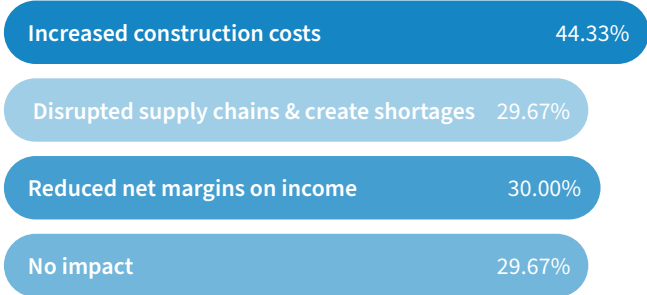 Increased construction costs 44.33%
Disrupted supply chains & create shortages 29.67%
Reduced net margins on income 30.00%
No impact 29.67%